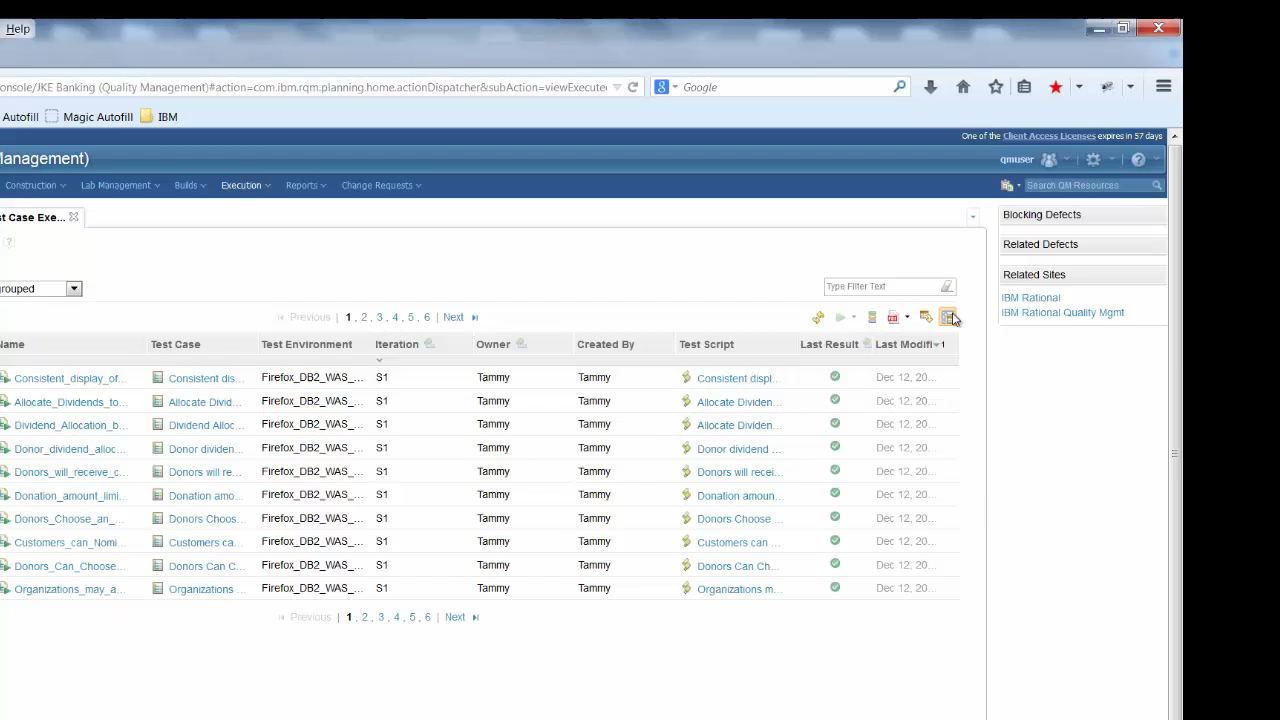 Help
onsole/JKE Banking (Quality Management)#action=com.ibm.rqm.planning.home.actionDispatcher&subAction=viewExecute
Google
Autofill Magic Autofill IBM
One of the Client Access Licenses expires in 57 days
Management)
qmuser
Construction Lab Management Builds Execution Reports Change Requests
Search QM Resources
st Case Exe...
Blocking Defects
?
Related Defects
Related Sites
rouped
Type Filter Text
IBM Rational
IBM Rational Quality Mgmt
Previous | 1 , 2 , 3 , 4 , 5 , 6 | Next
Name Test Case Test Environment Iteration Owner Created By Test Script Last Result Last Modifi 1
Consistent_display_of... Consistent dis... Firefox_DB2_WAS_... S1 Tammy Tammy Consistent displ... Dec 12, 20...
Allocate_Dividends_to... Allocate Divid... Firefox_DB2_WAS_... S1 Tammy Tammy Allocate Dividen... Dec 12, 20...
Dividend_Allocation_b... Dividend Alloc... Firefox_DB2_WAS_... S1 Tammy Tammy Allocate Dividen... Dec 12, 20...
Donor_dividend_alloc... Donor dividen... Firefox_DB2_WAS_... S1 Tammy Tammy Donor dividend ... Dec 12, 20...
Donors_will_receive_c... Donors will re... Firefox_DB2_WAS_... S1 Tammy Tammy Donors will recei... Dec 12, 20...
Donation_amount_limi... Donation amo... Firefox_DB2_WAS_... S1 Tammy Tammy Donation amoun... Dec 12, 20...
Donors_Choose_an_... Donors Choos... Firefox_DB2_WAS_... S1 Tammy Tammy Donors Choose ... Dec 12, 20...
Customers_can_Nomi... Customers ca... Firefox_DB2_WAS_... S1 Tammy Tammy Customers can ... Dec 12, 20...
Donors_Can_Choose... Donors Can C... Firefox_DB2_WAS_... S1 Tammy Tammy Donors Can Ch... Dec 12, 20...
Organizations_may_a... Organizations ... Firefox_DB2_WAS_... S1 Tammy Tammy Organizations m... Dec 12, 20...
Previous | 1 , 2 , 3 , 4 , 5 , 6 | Next